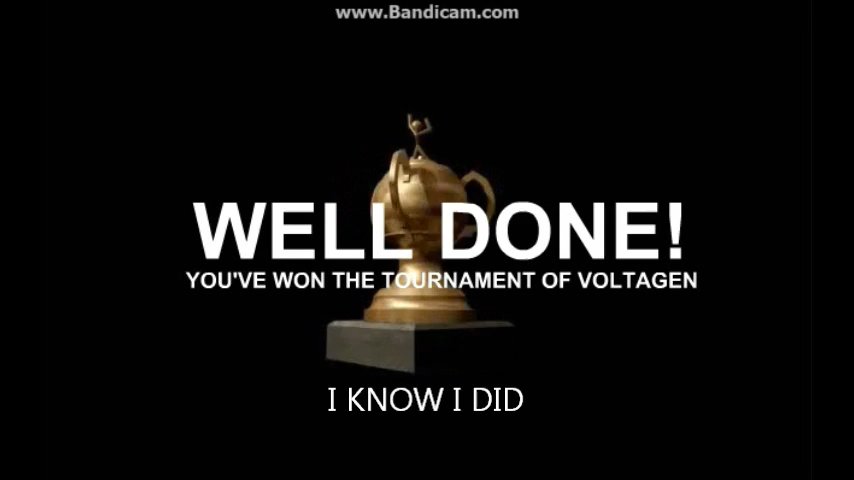 www.Bandicam.com
WELL DONE!
YOU'VE WON THE TOURNAMENT OF VOLTAGEN
I KNOW I DID